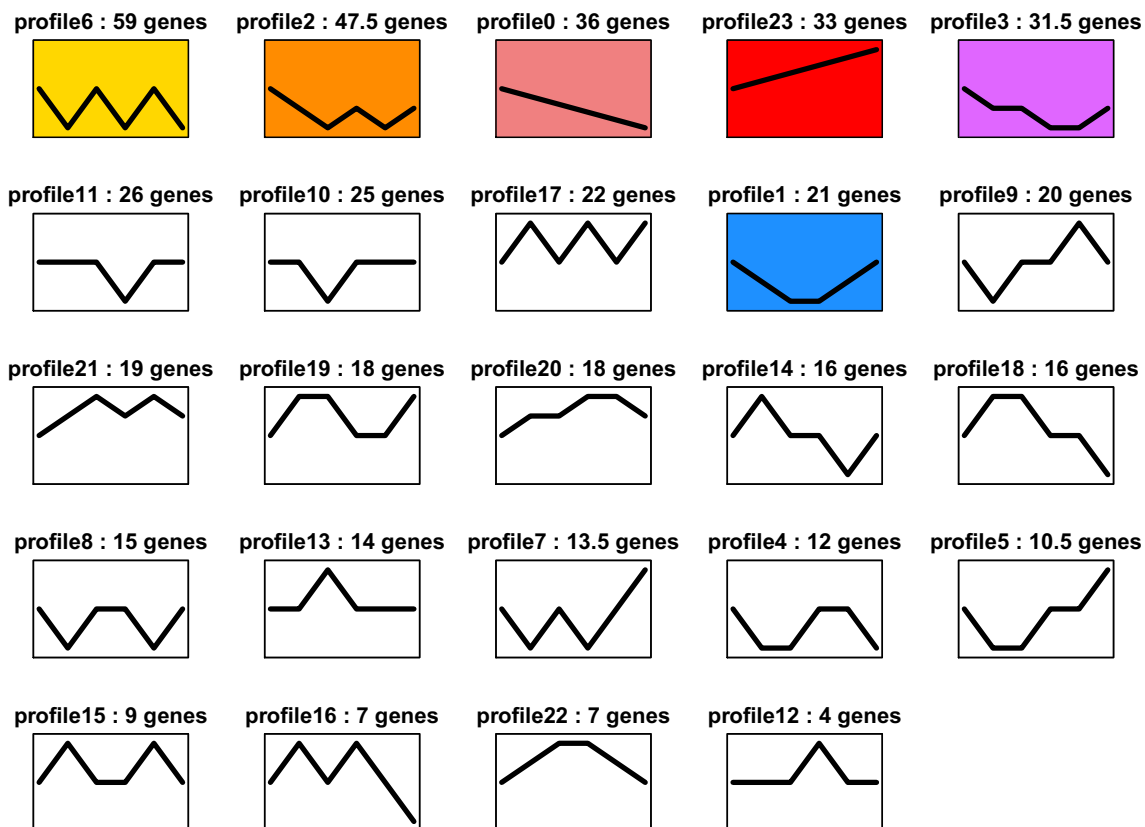 profile6 : 59 genes
profile2 : 47.5 genes
profile0 : 36 genes
profile23 : 33 genes
profile3 : 31.5 genes
profile11 : 26 genes
profile10 : 25 genes
profile17 : 22 genes
profile1 : 21 genes
profile9 : 20 genes
profile21 : 19 genes
profile19 : 18 genes
profile20 : 18 genes
profile14 : 16 genes
profile18 : 16 genes
profile8 : 15 genes
profile13 : 14 genes
profile7 : 13.5 genes
profile4 : 12 genes
profile5 : 10.5 genes
profile15 : 9 genes
profile16 : 7 genes
profile22 : 7 genes
profile12 : 4 genes